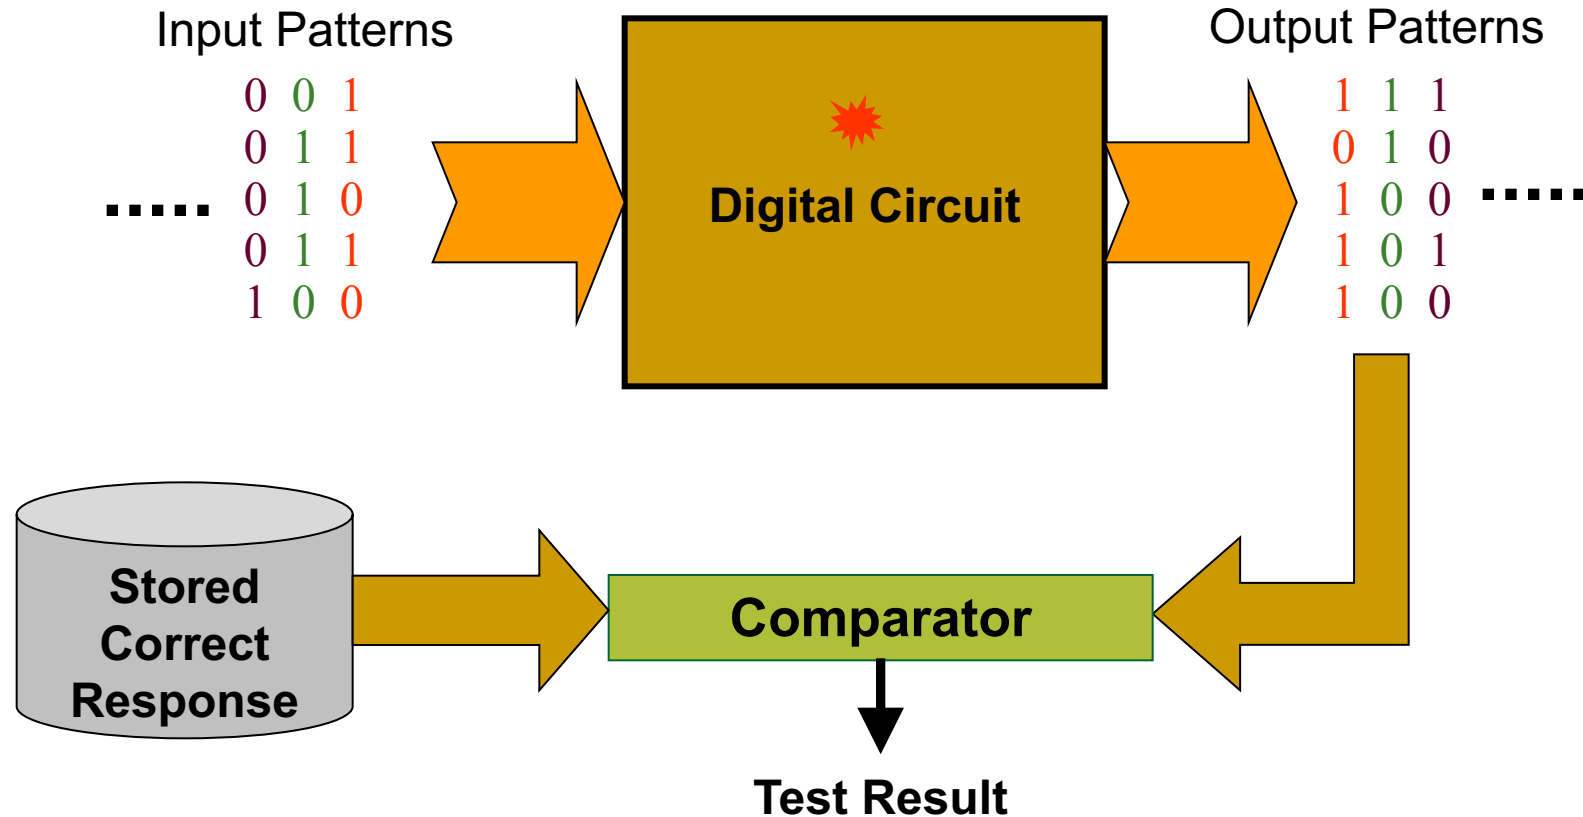 Input Patterns
0 0 1
0 1 1
0 1 0
0 1 1
1 0 0
.....
Digital Circuit
Output Patterns
1 1 1
0 1 0
1 0 0
1 0 1
1 0 0
.....
Stored
Correct
Response
Comparator
Test Result